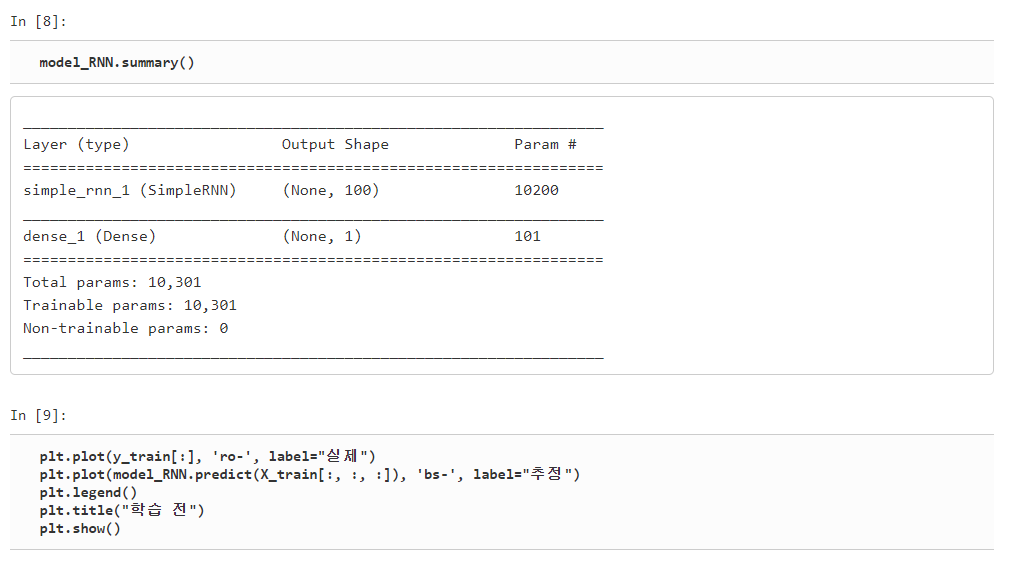 In [8]:
model_RNN.summary()
_________________________________________________________________
Layer (type)                 Output Shape              Param #
=================================================================
simple_rnn_1 (SimpleRNN)     (None, 100)               10200
_________________________________________________________________
dense_1 (Dense)              (None, 1)                 101
=================================================================
Total params: 10,301
Trainable params: 10,301
Non-trainable params: 0
_________________________________________________________________
In [9]:
plt.plot(y_train[:], 'ro-', label="실제")
plt.plot(model_RNN.predict(X_train[:, :, :]), 'bs-', label="추정")
plt.legend()
plt.title("학습 전")
plt.show()